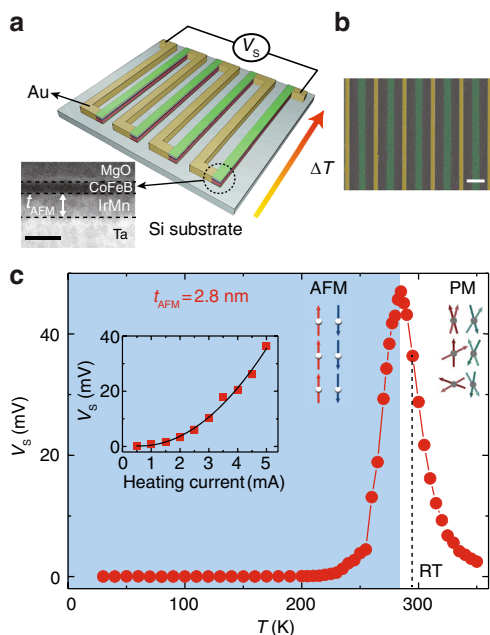 a
b
V_S
Au
ΔT
MgO
CoFeB
t_AFM
IrMn
Ta
Si substrate
c
t_AFM = 2.8 nm
AFM
PM
40
20
0
V_S (mV)
0 1 2 3 4 5
Heating current (mA)
40
20
0
V_S (mV)
RT
0 100 200 300
T (K)